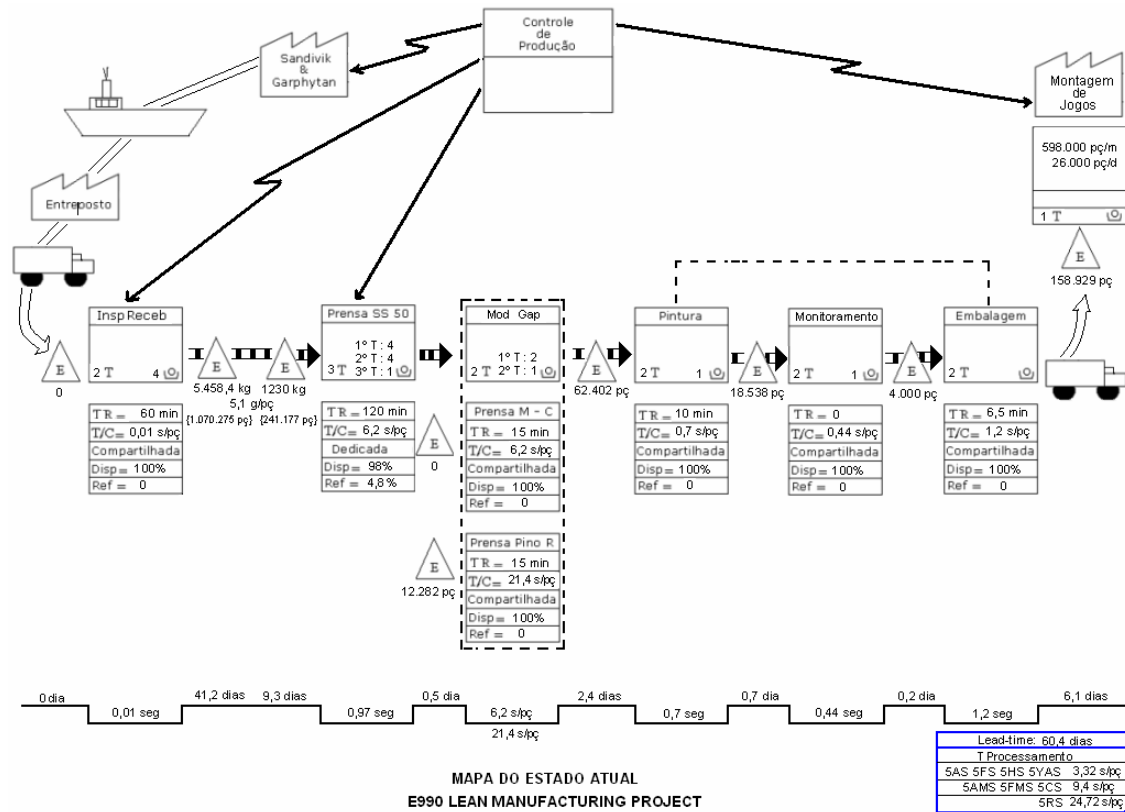 Controle
de
Produção
Sandivik
&
Garphytan
Montagem
de
Jogos
598.000 pç/m
26.000 pç/d
1 T
E
158.929 pç
Entreposto
E
0
Insp Receb
2 T 4
TR = 60 min
T/C= 0,01 s/pç
Compartilhada
Disp= 100%
Ref = 0
E
5.458,4 kg
E
1230 kg
5,1 g/pç
{1.070.275 pç} {241.177 pç}
Prensa SS 50
1º T : 4
2º T : 4
3º T : 1
3 T
TR = 120 min
T/C= 6,2 s/pç
Dedicada
Disp= 98%
Ref = 4,8%
Mod Gap
1º T : 2
2º T : 1
2 T
E
0
Prensa M - C
TR = 15 min
T/C= 6,2 s/pç
Compartilhada
Disp= 100%
Ref = 0
E
12.282 pç
Prensa Pino R
TR = 15 min
T/C= 21,4 s/pç
Compartilhada
Disp= 100%
Ref = 0
E
62.402 pç
Pintura
2 T 1
TR = 10 min
T/C= 0,7 s/pç
Compartilhada
Disp= 100%
Ref = 0
E
18.538 pç
Monitoramento
2 T 1
TR = 0
T/C= 0,44 s/pç
Compartilhada
Disp= 100%
Ref = 0
E
4.000 pç
Embalagem
2 T
TR = 6,5 min
T/C= 1,2 s/pç
Compartilhada
Disp= 100%
Ref = 0
0 dia 41,2 dias 9,3 dias 0,5 dia 2,4 dias 0,7 dia 0,2 dia 6,1 dias
0,01 seg 0,97 seg 6,2 s/pç 0,7 seg 0,44 seg 1,2 seg
21,4 s/pç
Lead-time: 60,4 dias
T Processamento
5AS 5FS 5HS 5YAS 3,32 s/pç
5AMS 5FMS 5CS 9,4 s/pç
5RS 24,72 s/pç
MAPA DO ESTADO ATUAL
E990 LEAN MANUFACTURING PROJECT